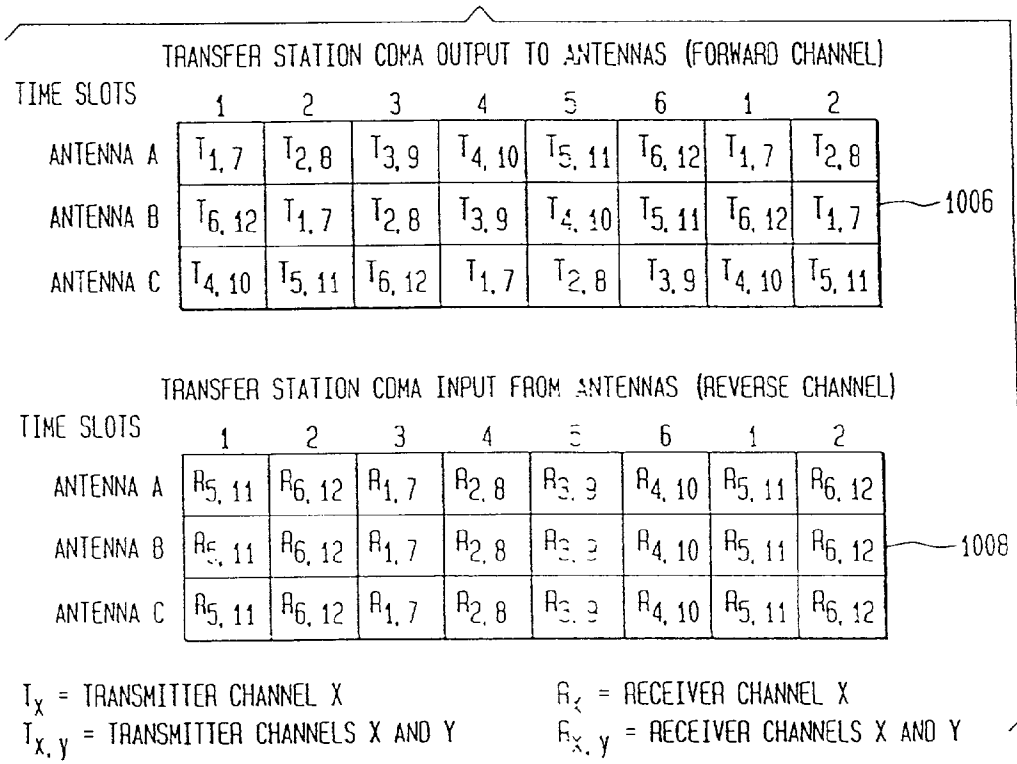 TRANSFER STATION CDMA OUTPUT TO ANTENNAS (FORWARD CHANNEL)
TIME SLOTS 1 2 3 4 5 6 1 2
ANTENNA A T1, 7 T2, 8 T3, 9 T4, 10 T5, 11 T6, 12 T1, 7 T2, 8
ANTENNA B T6, 12 T1, 7 T2, 8 T3, 9 T4, 10 T5, 11 T6, 12 T1, 7
1006
ANTENNA C T4, 10 T5, 11 T6, 12 T1, 7 T2, 8 T3, 9 T4, 10 T5, 11
TRANSFER STATION CDMA INPUT FROM ANTENNAS (REVERSE CHANNEL)
TIME SLOTS 1 2 3 4 5 6 1 2
ANTENNA A R5, 11 R6, 12 R1, 7 R2, 8 R3, 9 R4, 10 R5, 11 R6, 12
ANTENNA B R5, 11 R6, 12 R1, 7 R2, 8 R3, 9 R4, 10 R5, 11 R6, 12
1008
ANTENNA C R5, 11 R6, 12 R1, 7 R2, 8 R3, 9 R4, 10 R5, 11 R6, 12
TX = TRANSMITTER CHANNEL X
RX = RECEIVER CHANNEL X
TX, y = TRANSMITTER CHANNELS X AND Y
RX, y = RECEIVER CHANNELS X AND Y